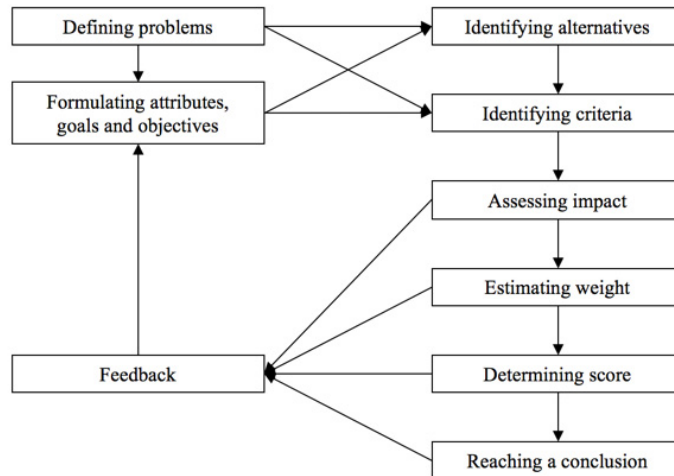 Defining problems
Identifying alternatives
Formulating attributes,
goals and objectives
Identifying criteria
Assessing impact
Estimating weight
Feedback
Determining score
Reaching a conclusion